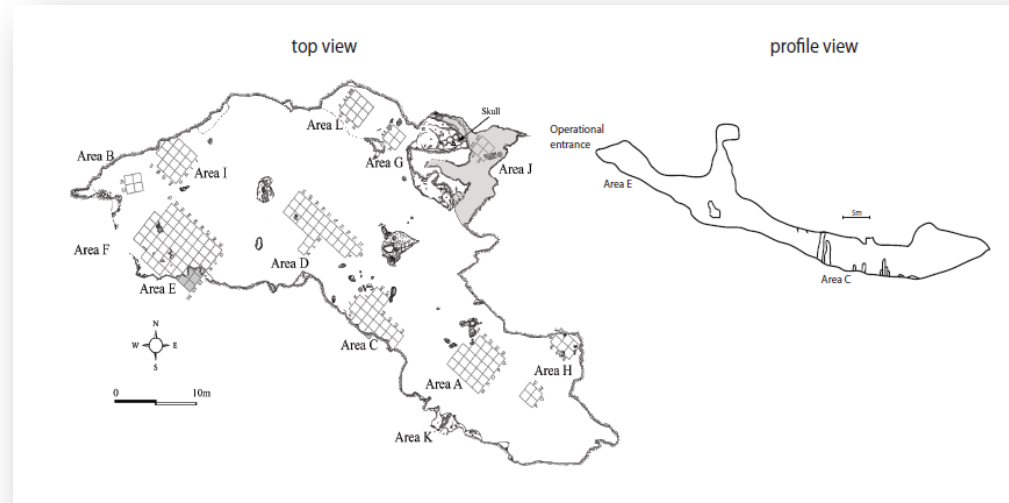 top view
profile view
Skull
Area L
Area B
Area G
Area J
Area I
Area F
Area D
Area E
Area C
Area A
Area H
Area K
N
W E
S
0 10m
Operational
entrance
Area E
5m
Area C